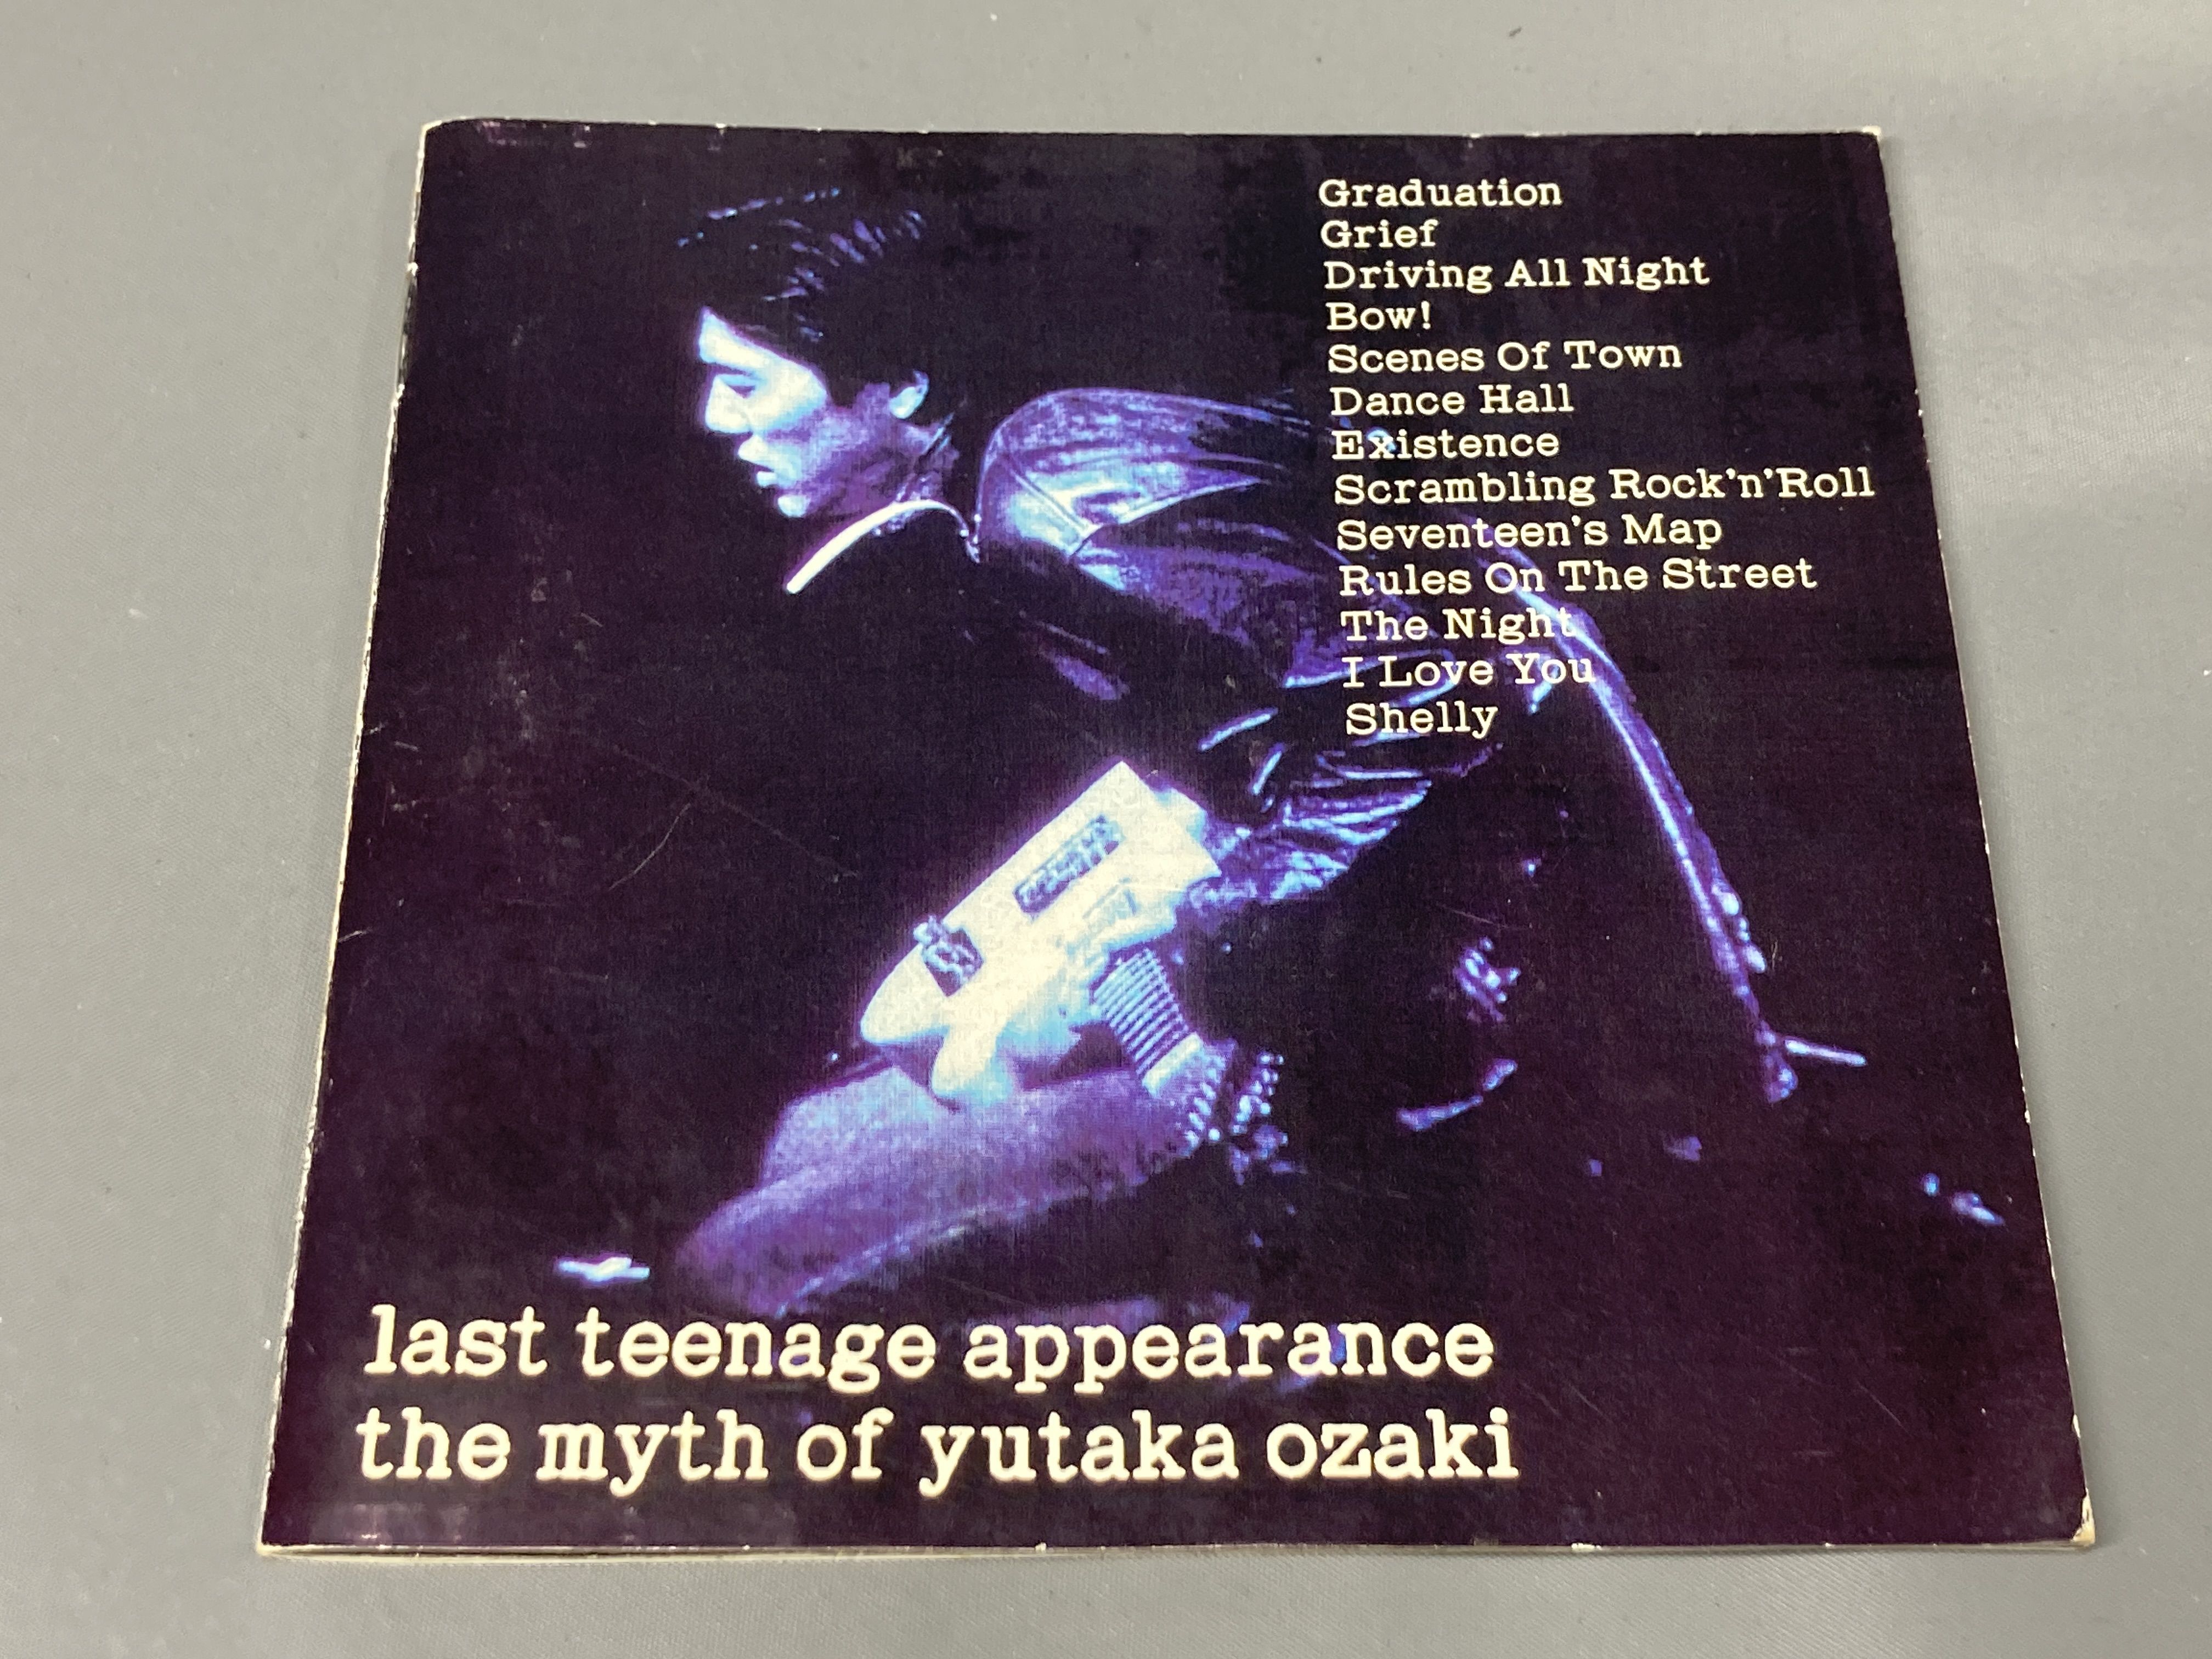 Graduation
Grief
Driving All Night
Bow!
Scenes Of Town
Dance Hall
Existence
Scrambling Rock'n'Roll
Seventeen's Map
Rules On The Street
The Night
I Love You
Shelly
last teenage appearance
the myth of yutaka ozaki